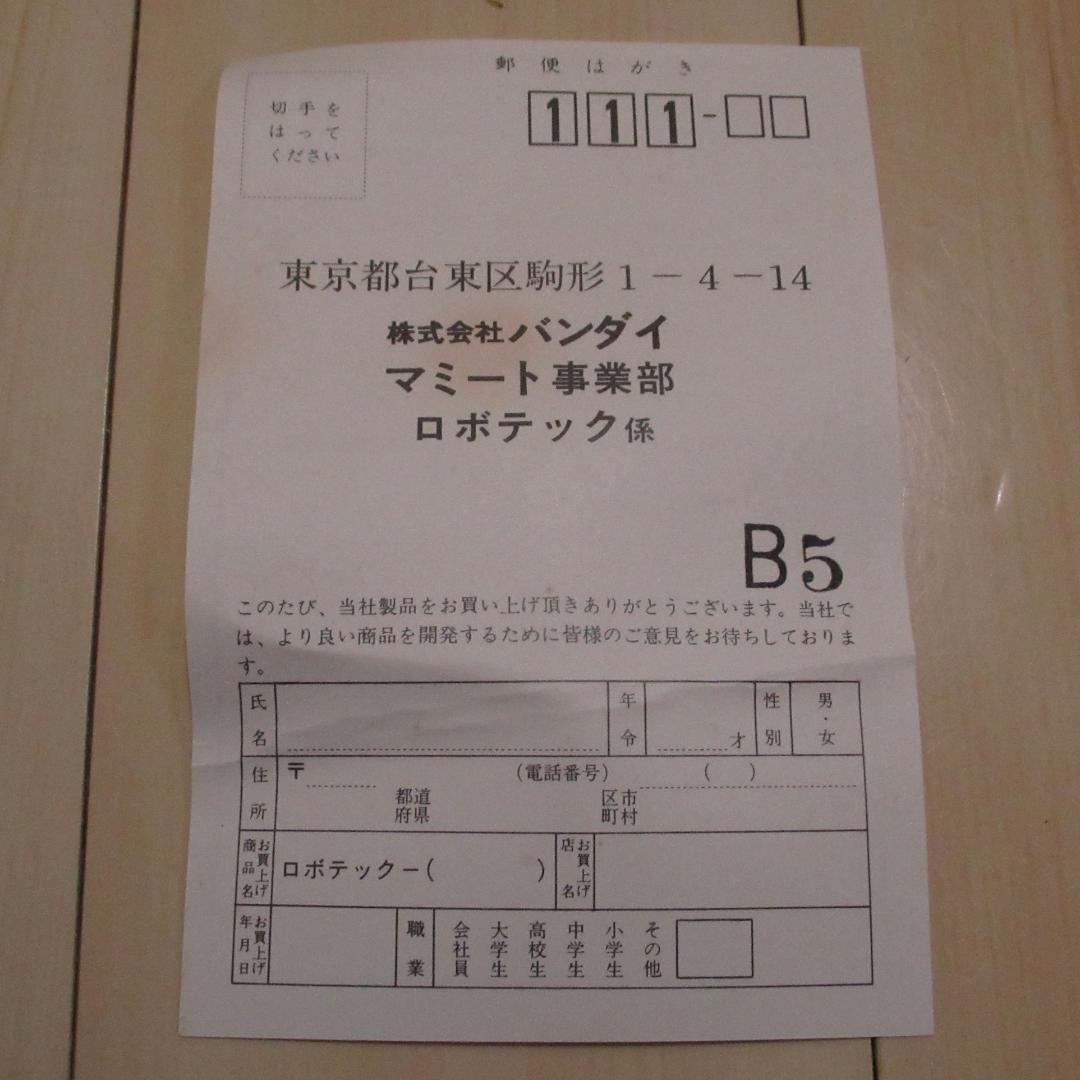 郵便はがき
切手を
はって
ください
111-□□
東京都台東区駒形1－4－14
株式会社バンダイ
マミート事業部
ロボテック係
B5
このたび、当社製品をお買い上げ頂きありがとうございます。当社で
は、より良い商品を開発するために皆様のご意見をお待ちしておりま
す。
氏名 年令 才 性別 男・女
住所 〒 (電話番号) ( )
都道 区市
府県 町村
お買上げ商品名 ロボテックー( ) お買上げ店名
お買上げ年月日 職業 会社員 大学生 高校生 中学生 小学生 その他